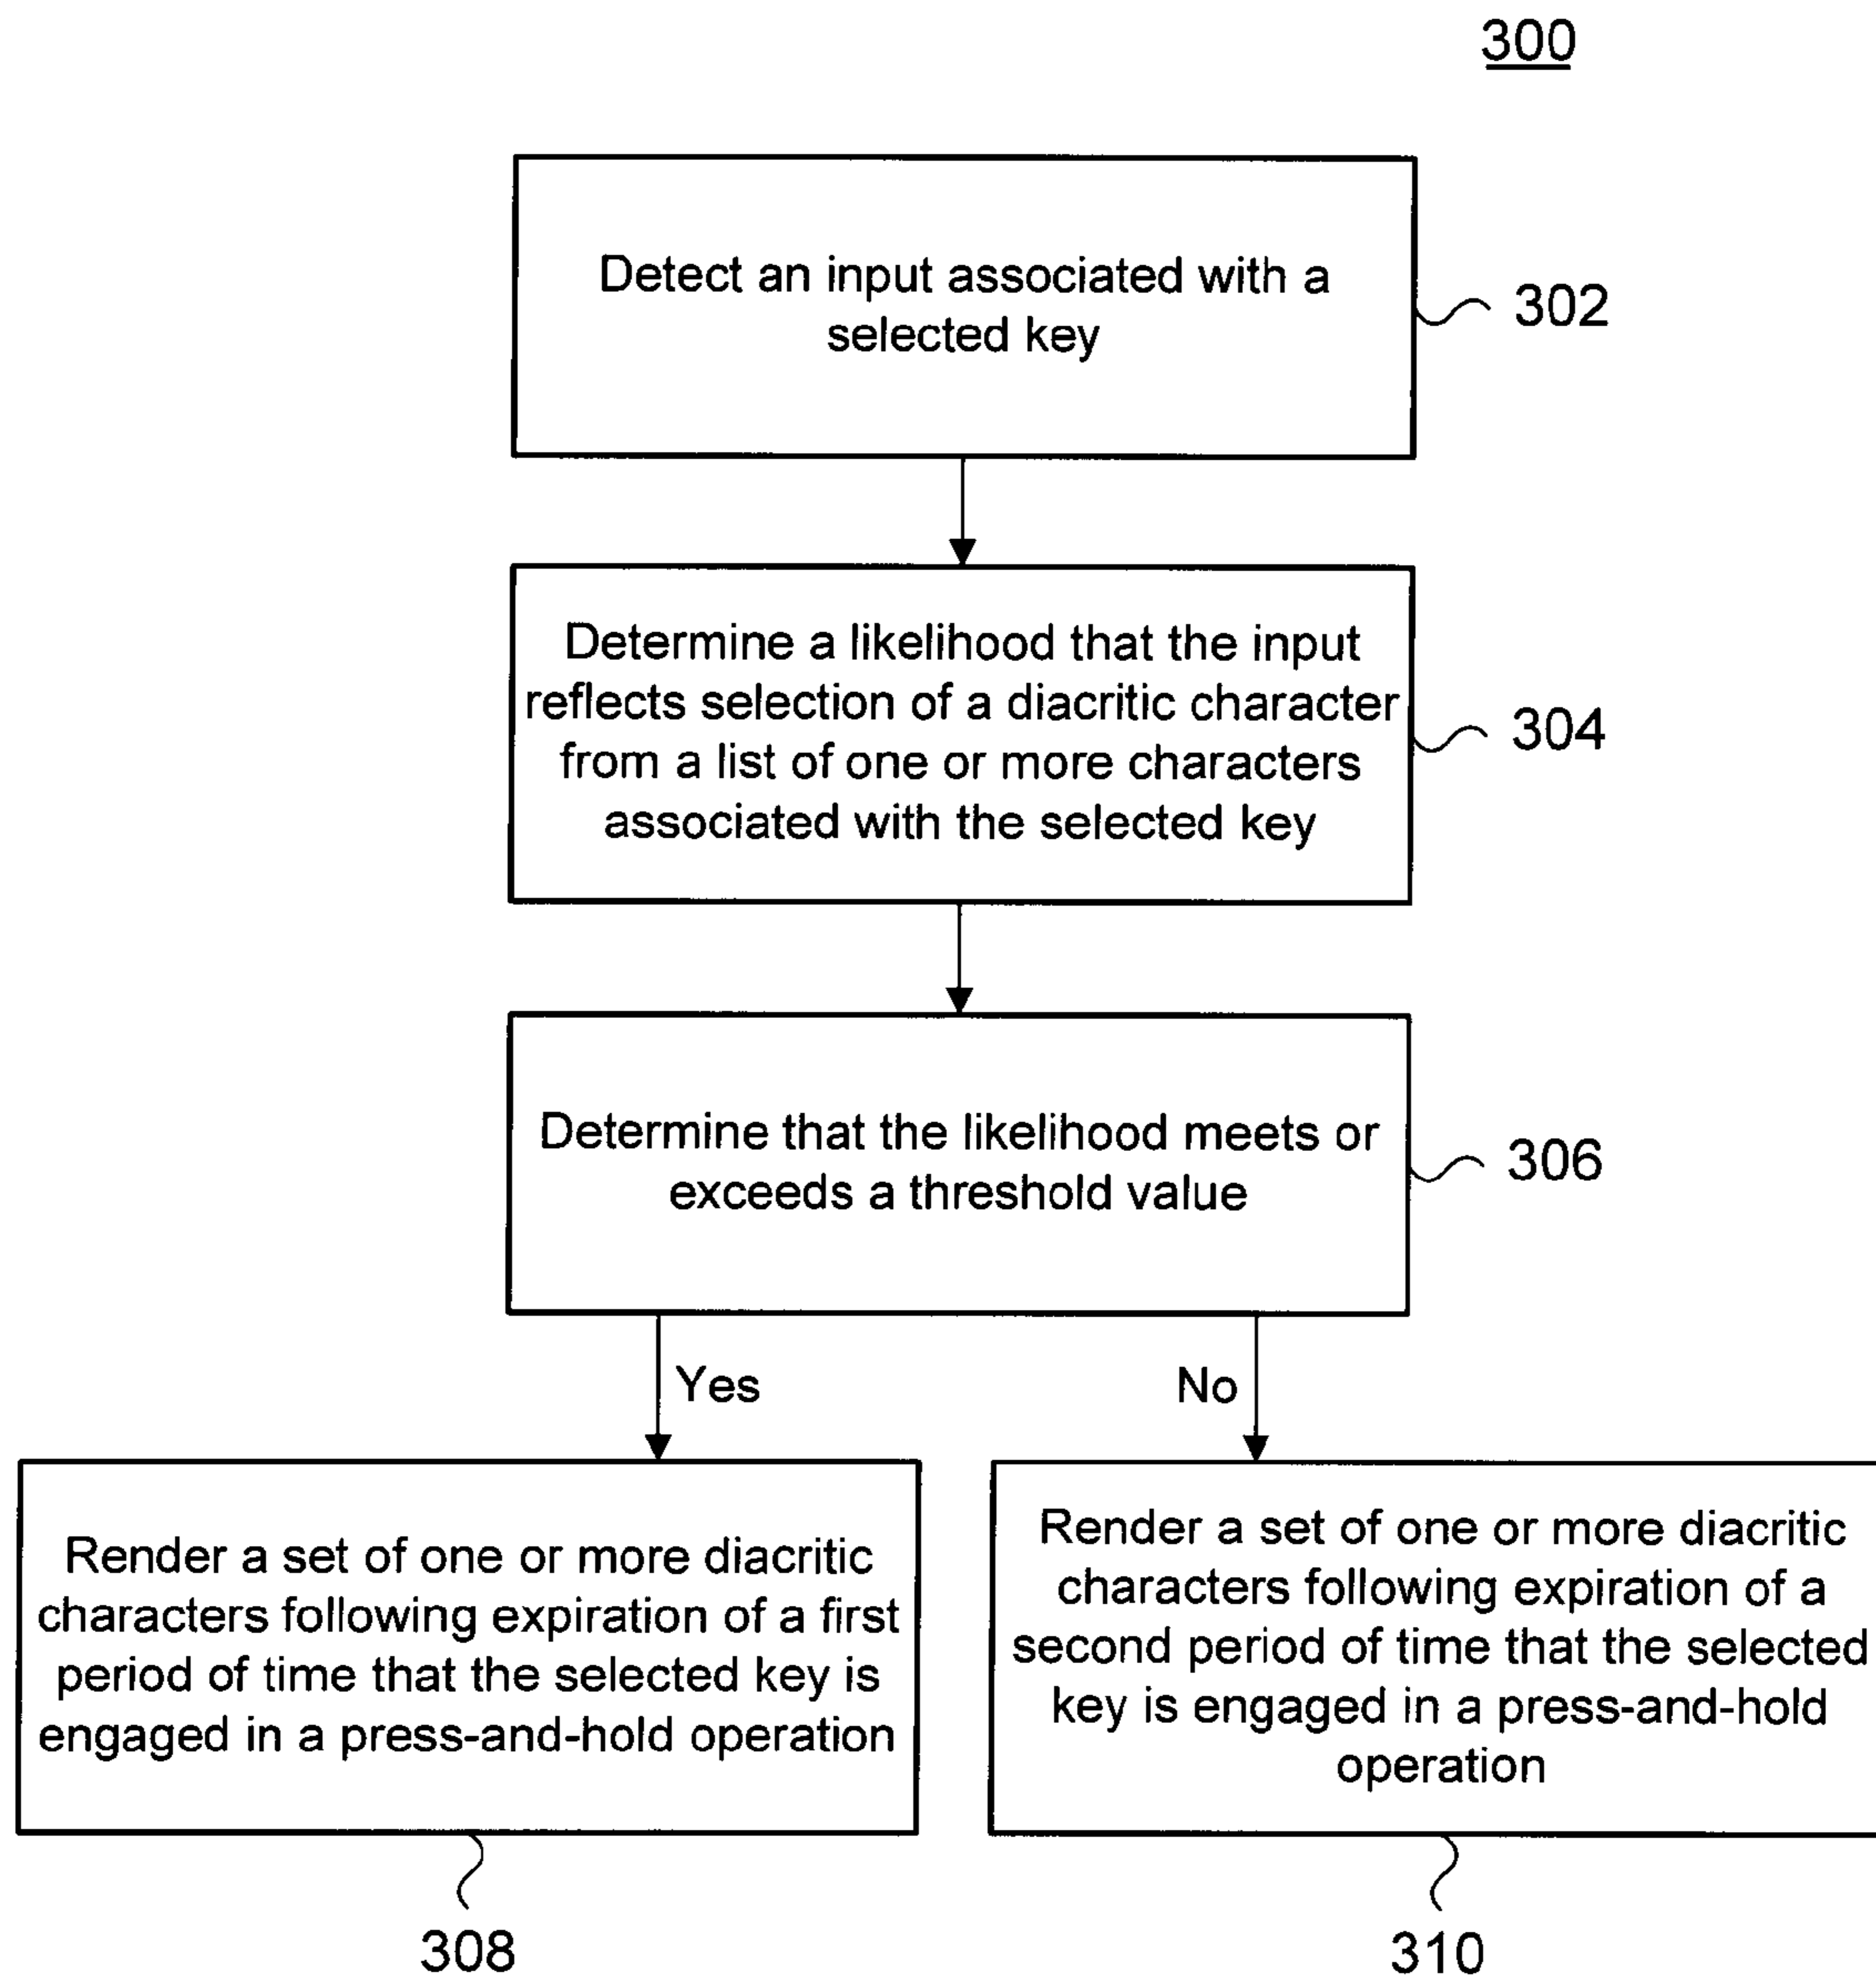 300
Detect an input associated with a
selected key
302
Determine a likelihood that the input
reflects selection of a diacritic character
from a list of one or more characters
associated with the selected key
304
Determine that the likelihood meets or
exceeds a threshold value
306
Yes
No
Render a set of one or more diacritic
characters following expiration of a first
period of time that the selected key is
engaged in a press-and-hold operation
308
Render a set of one or more diacritic
characters following expiration of a
second period of time that the selected
key is engaged in a press-and-hold
operation
310